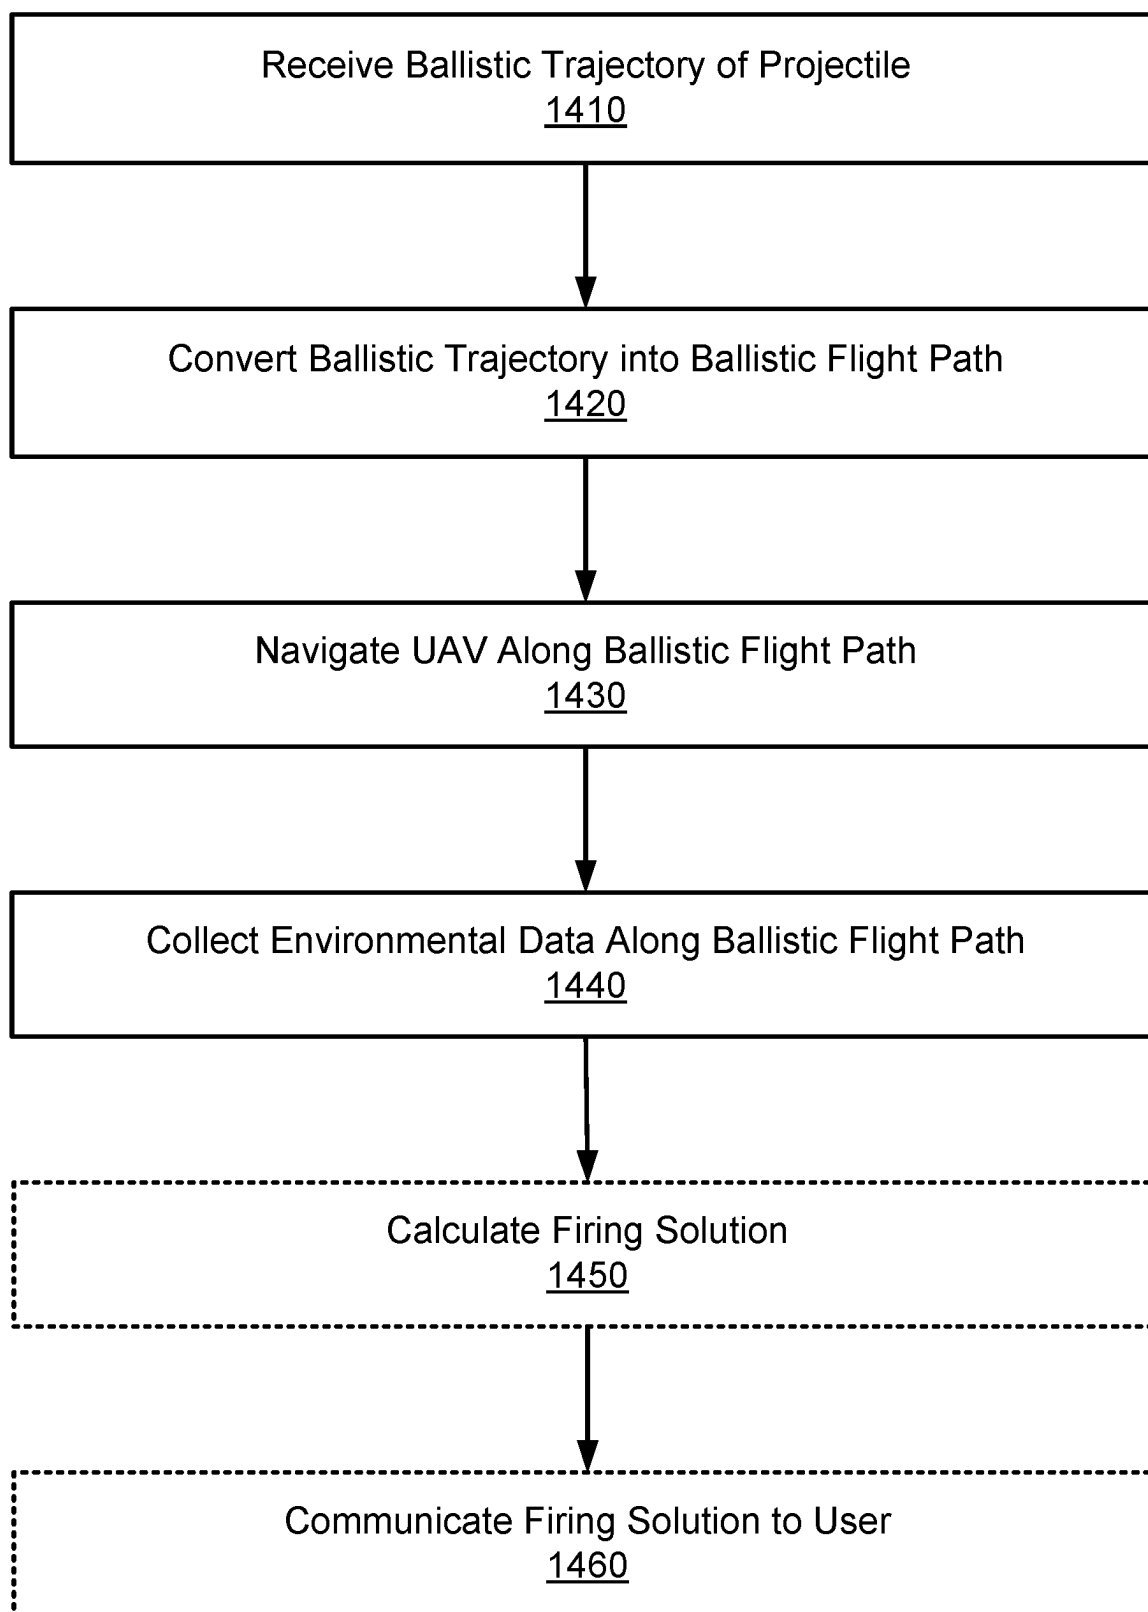 Receive Ballistic Trajectory of Projectile
1410
Convert Ballistic Trajectory into Ballistic Flight Path
1420
Navigate UAV Along Ballistic Flight Path
1430
Collect Environmental Data Along Ballistic Flight Path
1440
Calculate Firing Solution
1450
Communicate Firing Solution to User
1460